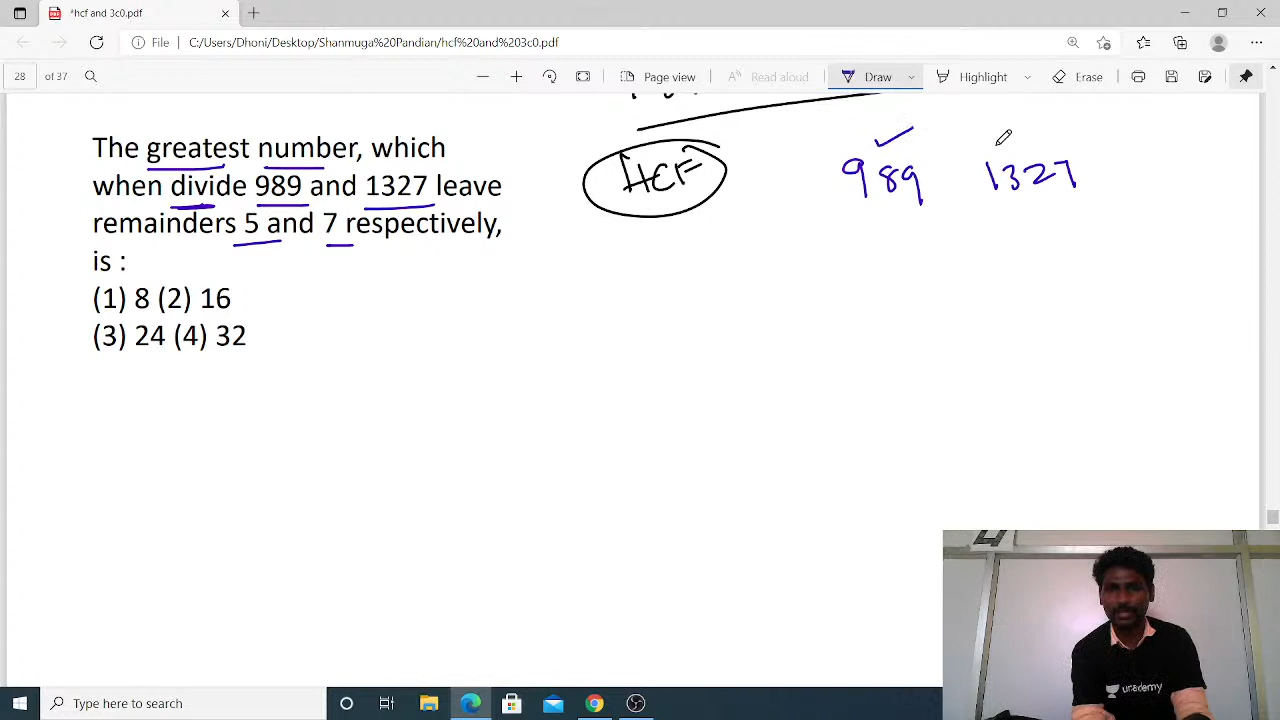 *hcf and 3c0.pdf
File
C:/Users/Dhoni/Desktop/Shanmuga%20Pandian/hcf%20and%203c0.pdf
28 of 37
Page view
Read aloud
Draw
Highlight
Erase
The greatest number, which
when divide 989 and 1327 leave
remainders 5 and 7 respectively,
is :
(1) 8 (2) 16
(3) 24 (4) 32
HCF
989 1327
unacademy
Type here to search